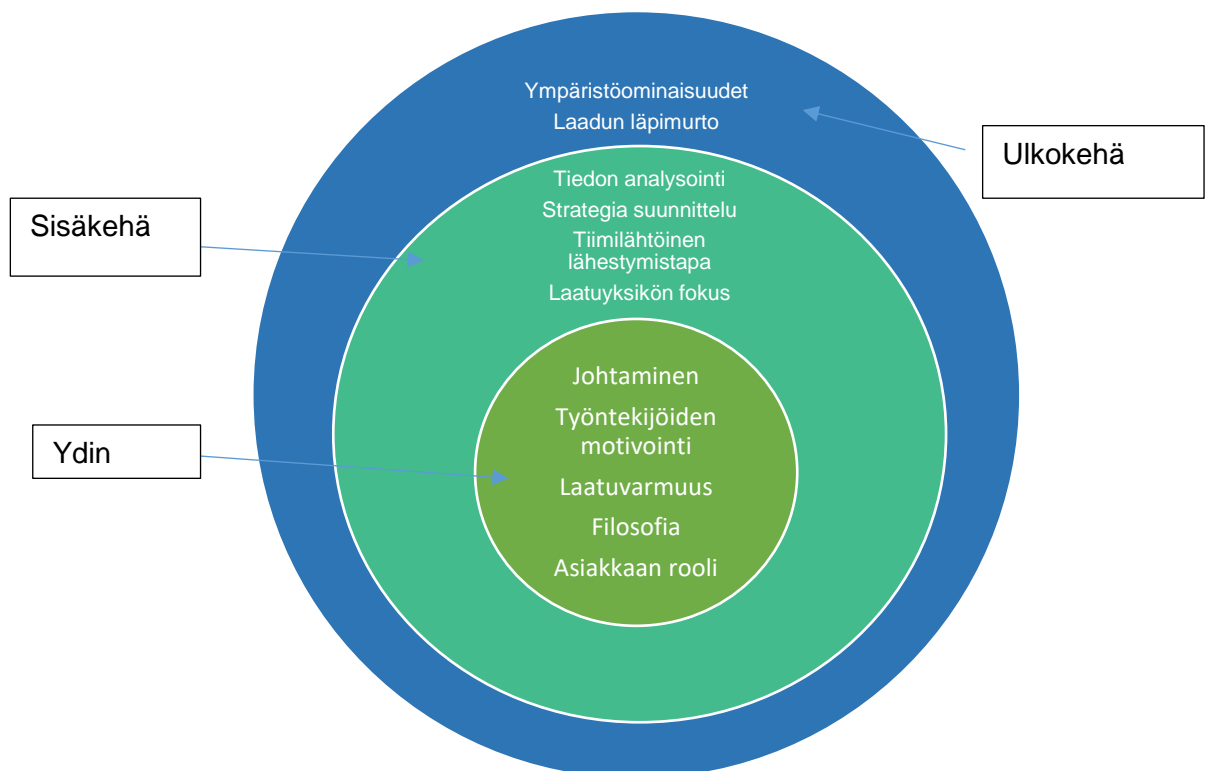 Ympäristöominaisuudet
Laadun läpimurto
Ulkokehä
Tiedon analysointi
Strategia suunnittelu
Tiimilähtöinen
lähestymistapa
Laatuyksikön fokus
Sisäkehä
Johtaminen
Työntekijöiden
motivointi
Laatuvarmuus
Filosofia
Asiakkaan rooli
Ydin